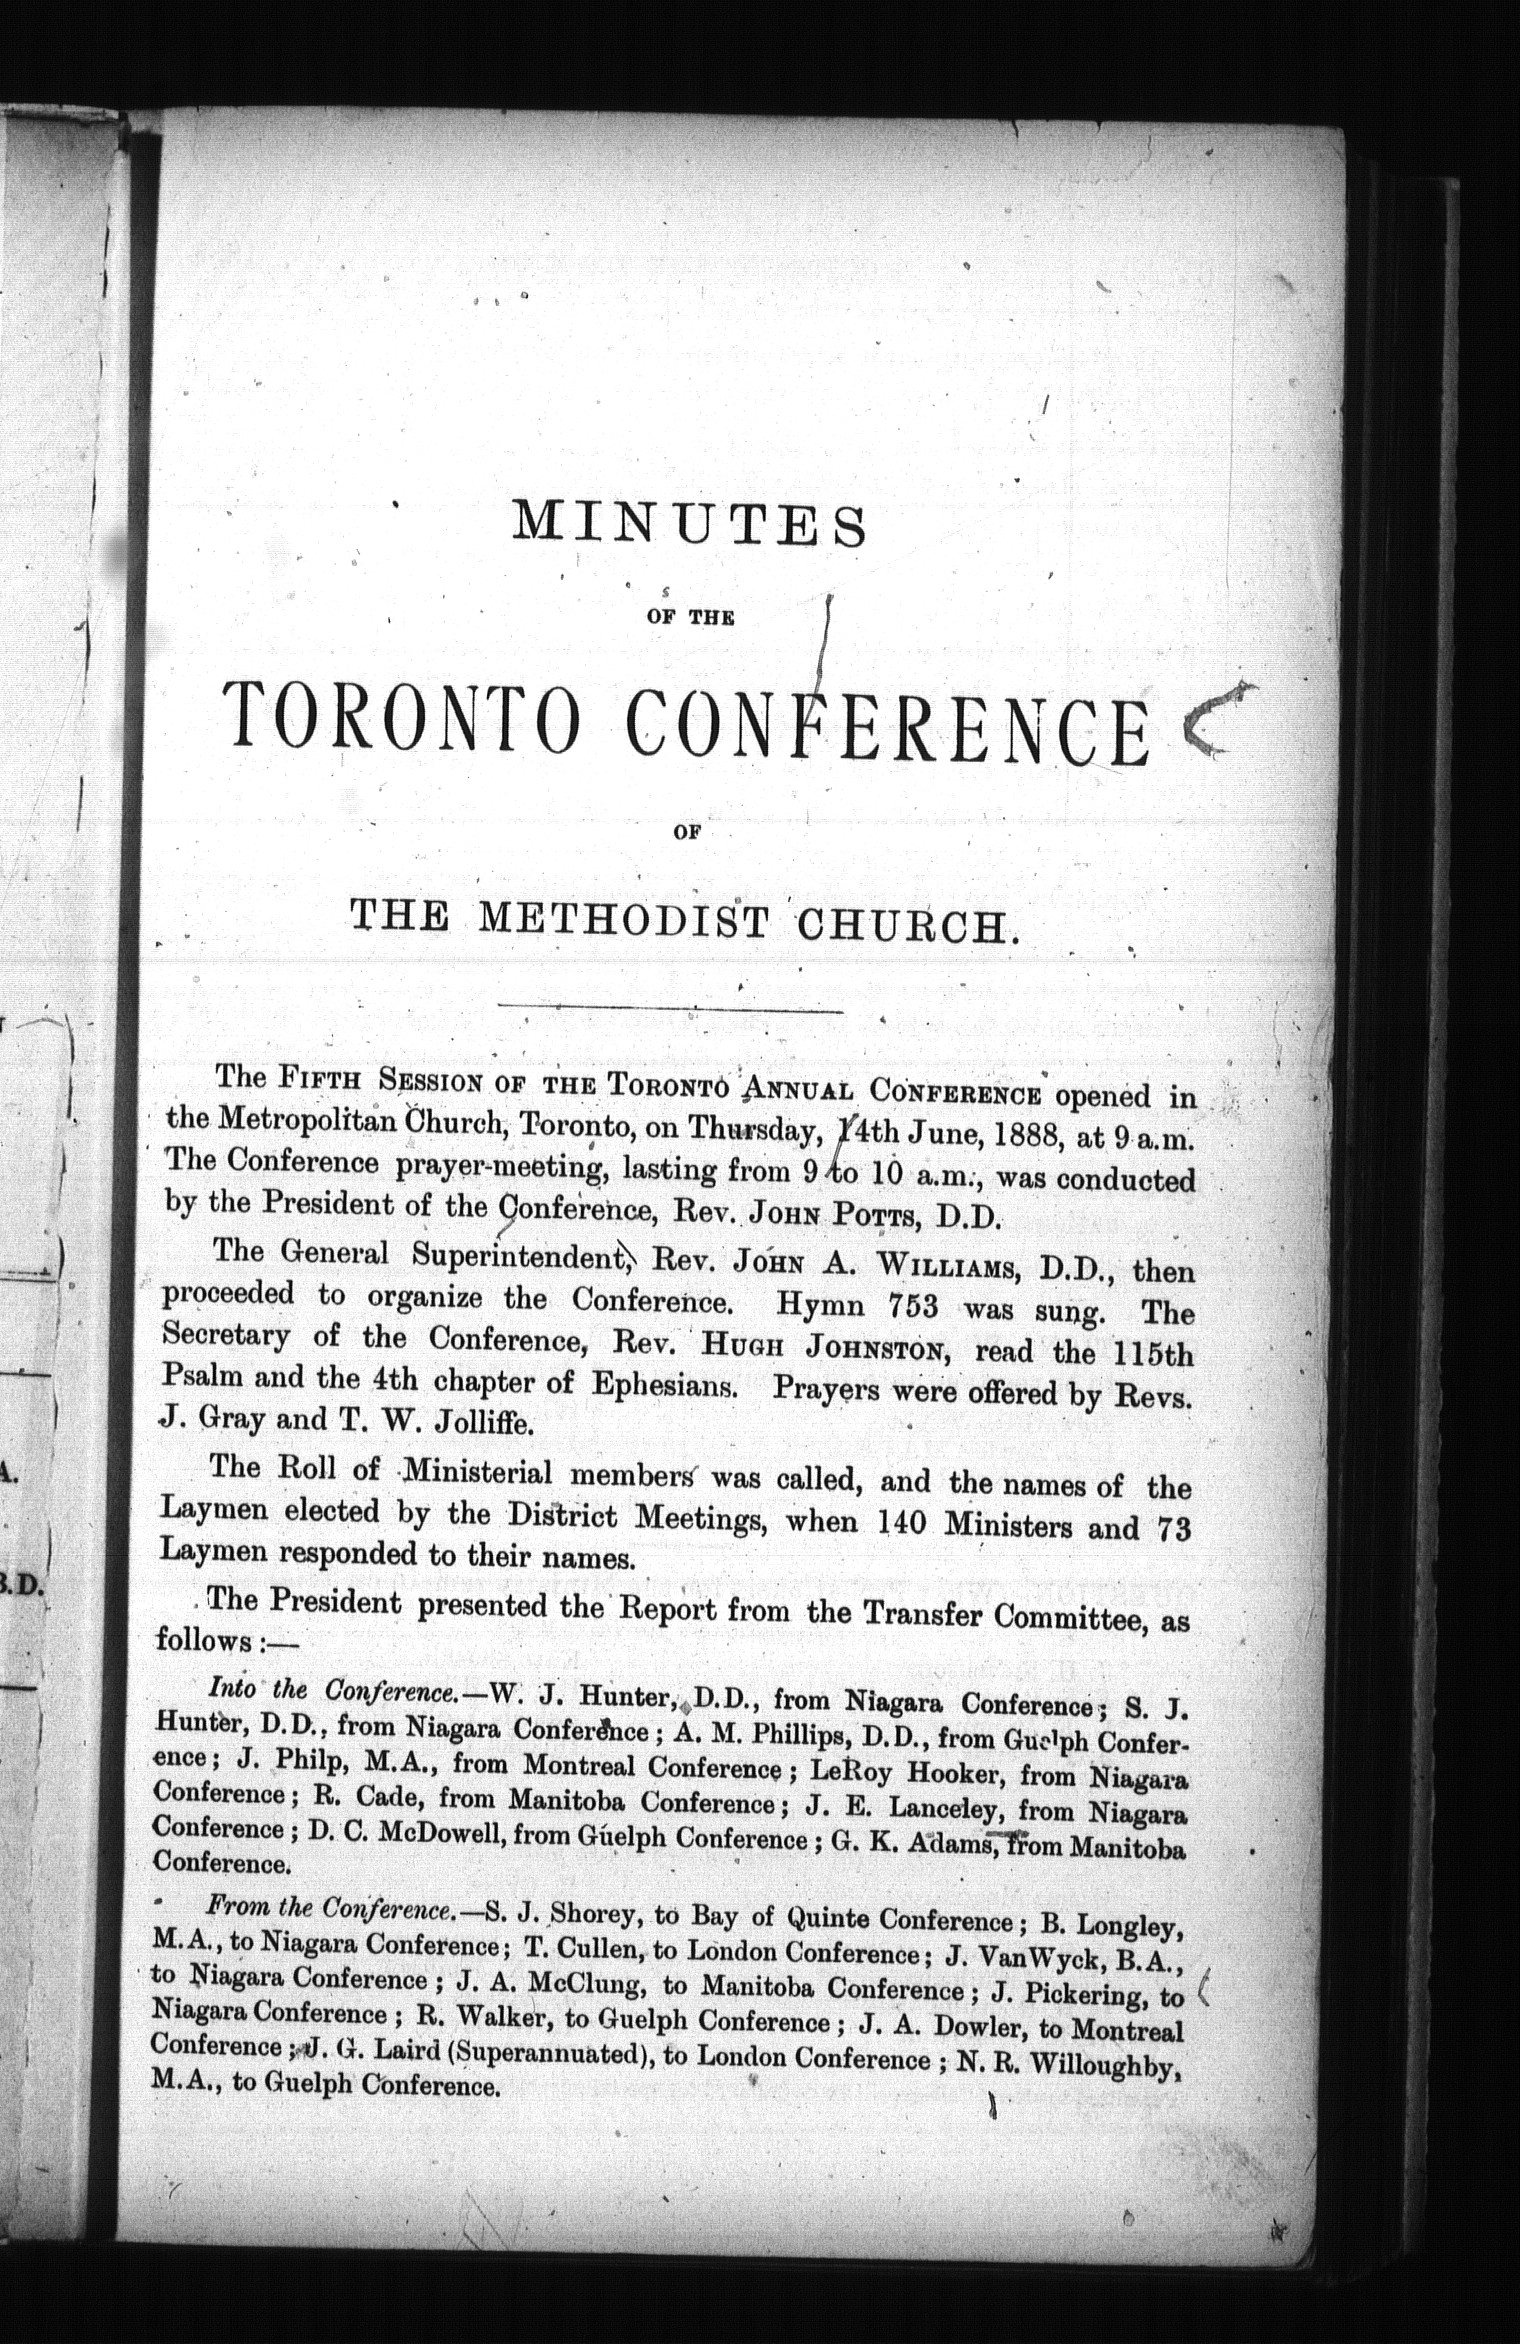 MINUTES
OF THE
TORONTO CONFERENCE
OF
THE METHODIST CHURCH.
The FIFTH SESSION OF THE TORONTO ANNUAL CONFERENCE opened in
the Metropolitan Church, Toronto, on Thursday, 14th June, 1888, at 9 a.m.
The Conference prayer-meeting, lasting from 9 to 10 a.m., was conducted
by the President of the Conference, Rev. JOHN POTTS, D.D.
The General Superintendent, Rev. JOHN A. WILLIAMS, D.D., then
proceeded to organize the Conference. Hymn 753 was sung. The
Secretary of the Conference, Rev. HUGH JOHNSTON, read the 115th
Psalm and the 4th chapter of Ephesians. Prayers were offered by Revs.
J. Gray and T. W. Jolliffe.
The Roll of Ministerial members was called, and the names of the
Laymen elected by the District Meetings, when 140 Ministers and 73
Laymen responded to their names.
The President presented the Report from the Transfer Committee, as
follows :—
Into the Conference.—W. J. Hunter, D.D., from Niagara Conference; S. J.
Hunter, D.D., from Niagara Conference; A. M. Phillips, D.D., from Guelph Confer-
ence; J. Philp, M.A., from Montreal Conference; LeRoy Hooker, from Niagara
Conference; R. Cade, from Manitoba Conference; J. E. Lanceley, from Niagara
Conference; D. C. McDowell, from Guelph Conference; G. K. Adams, from Manitoba
Conference.
From the Conference.—S. J. Shorey, to Bay of Quinte Conference; B. Longley,
M.A., to Niagara Conference; T. Cullen, to London Conference; J. VanWyck, B.A.,
to Niagara Conference; J. A. McClung, to Manitoba Conference; J. Pickering, to
Niagara Conference; R. Walker, to Guelph Conference; J. A. Dowler, to Montreal
Conference; J. G. Laird (Superannuated), to London Conference; N. R. Willoughby,
M.A., to Guelph Conference.